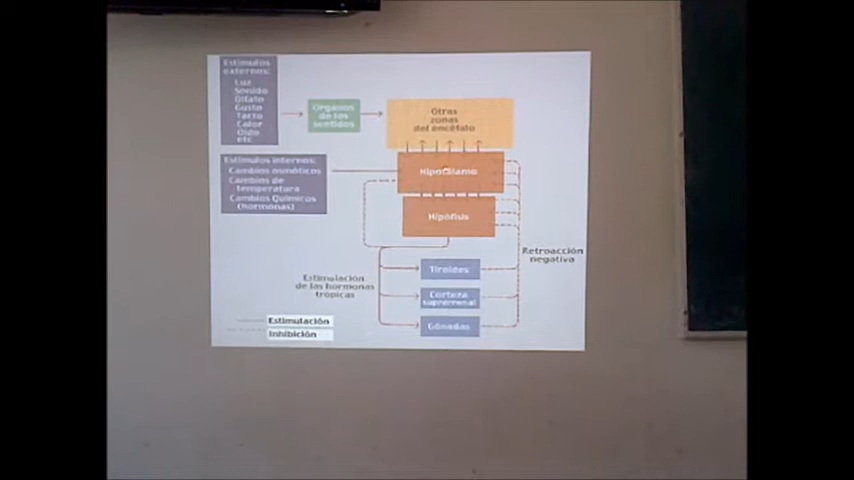 Estímulos
externos:
Luz
Sonido
Olfato
Gusto
Tacto
Calor
Oído
etc
Órganos
de los
sentidos
Otras
zonas
del encéfalo
Estímulos internos:
Cambios osmóticos
Cambios de
temperatura
Cambios Químicos
(hormonas)
Hipotálamo
Hipófisis
Retroacción
negativa
Estimulación
de las hormonas
trópicas
Tiroides
Corteza
suprarrenal
Gónadas
Estimulación
Inhibición